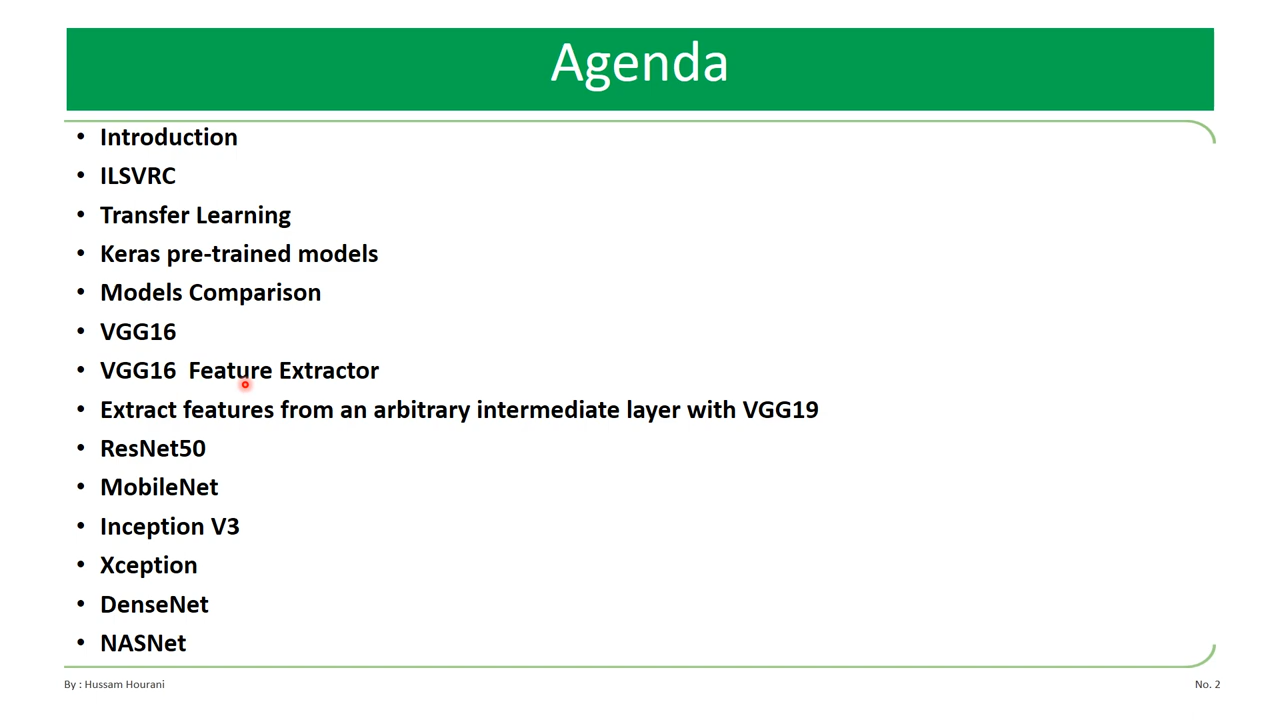 Agenda
• Introduction
• ILSVRC
• Transfer Learning
• Keras pre-trained models
• Models Comparison
• VGG16
• VGG16  Feature Extractor
• Extract features from an arbitrary intermediate layer with VGG19
• ResNet50
• MobileNet
• Inception V3
• Xception
• DenseNet
• NASNet
By : Hussam Hourani
No. 2